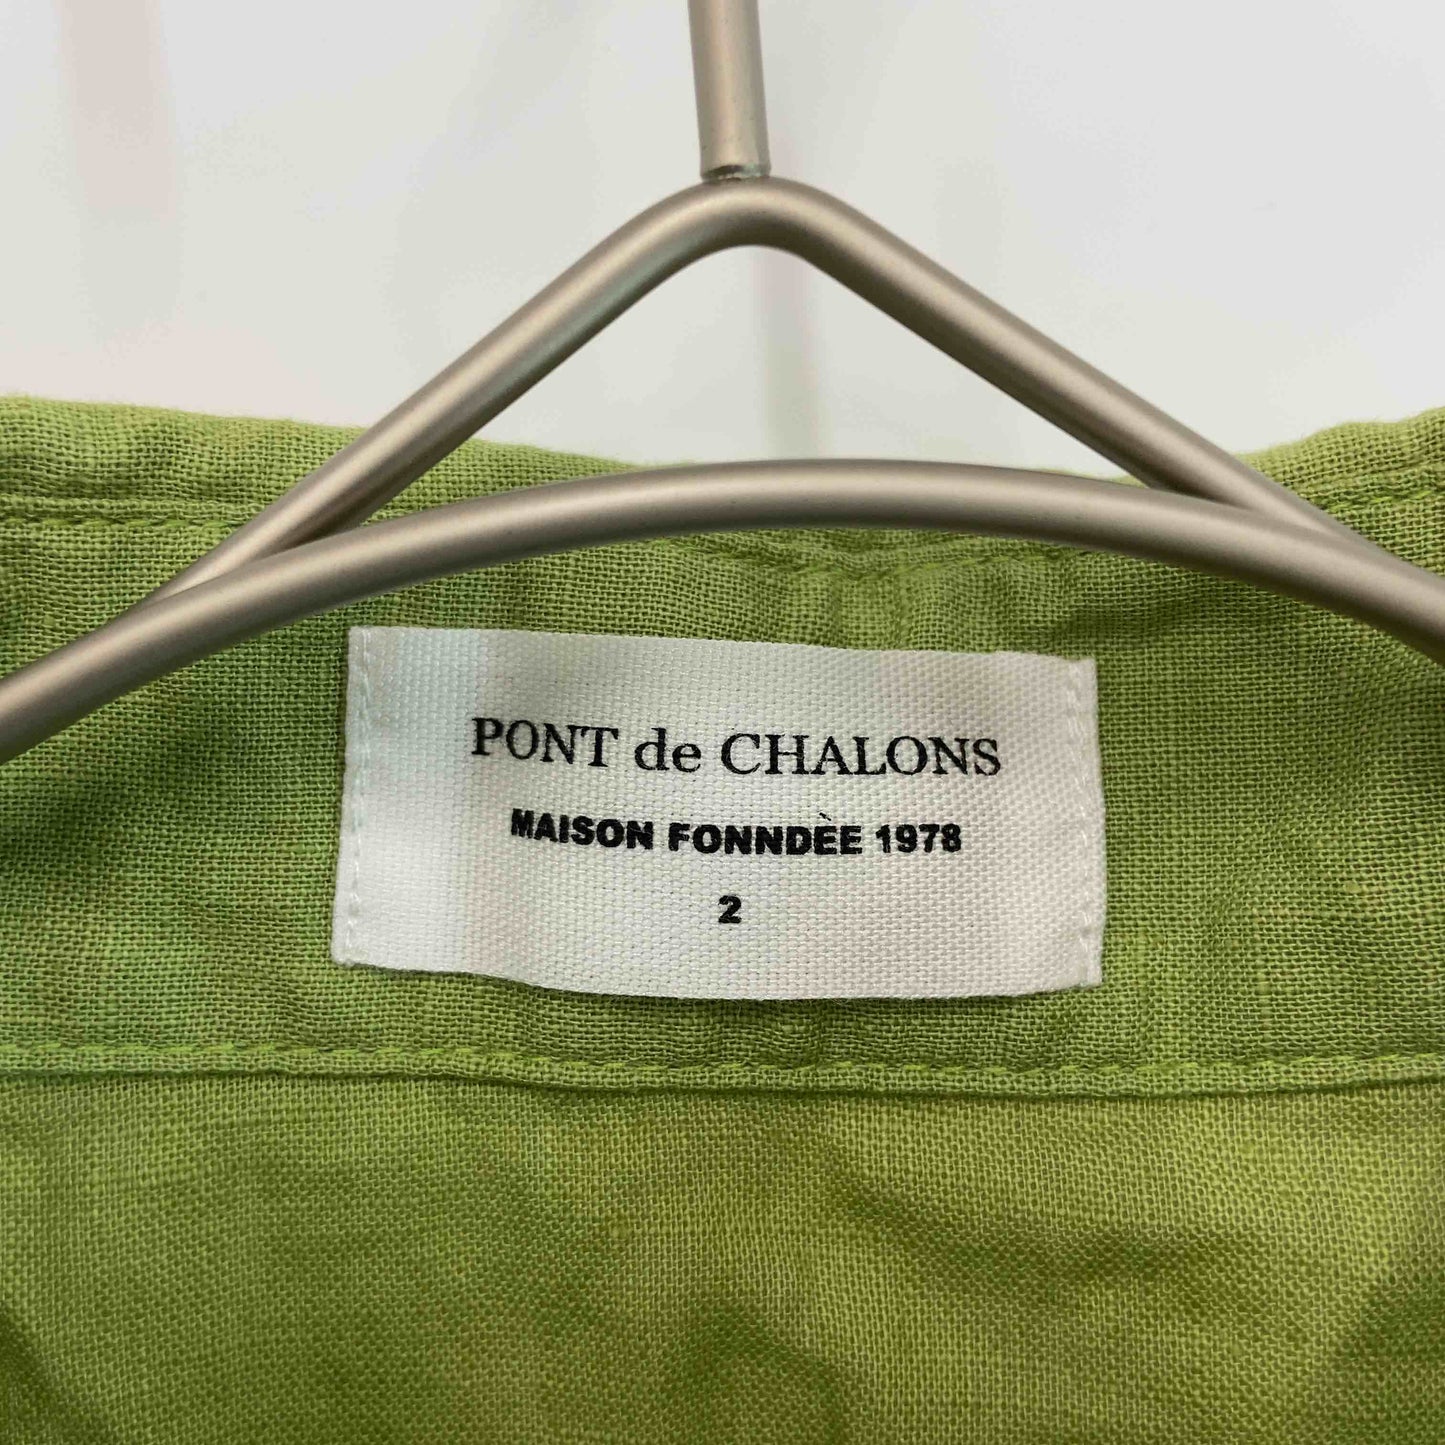 PONT de CHALONS
MAISON FONNDÈE 1978
2